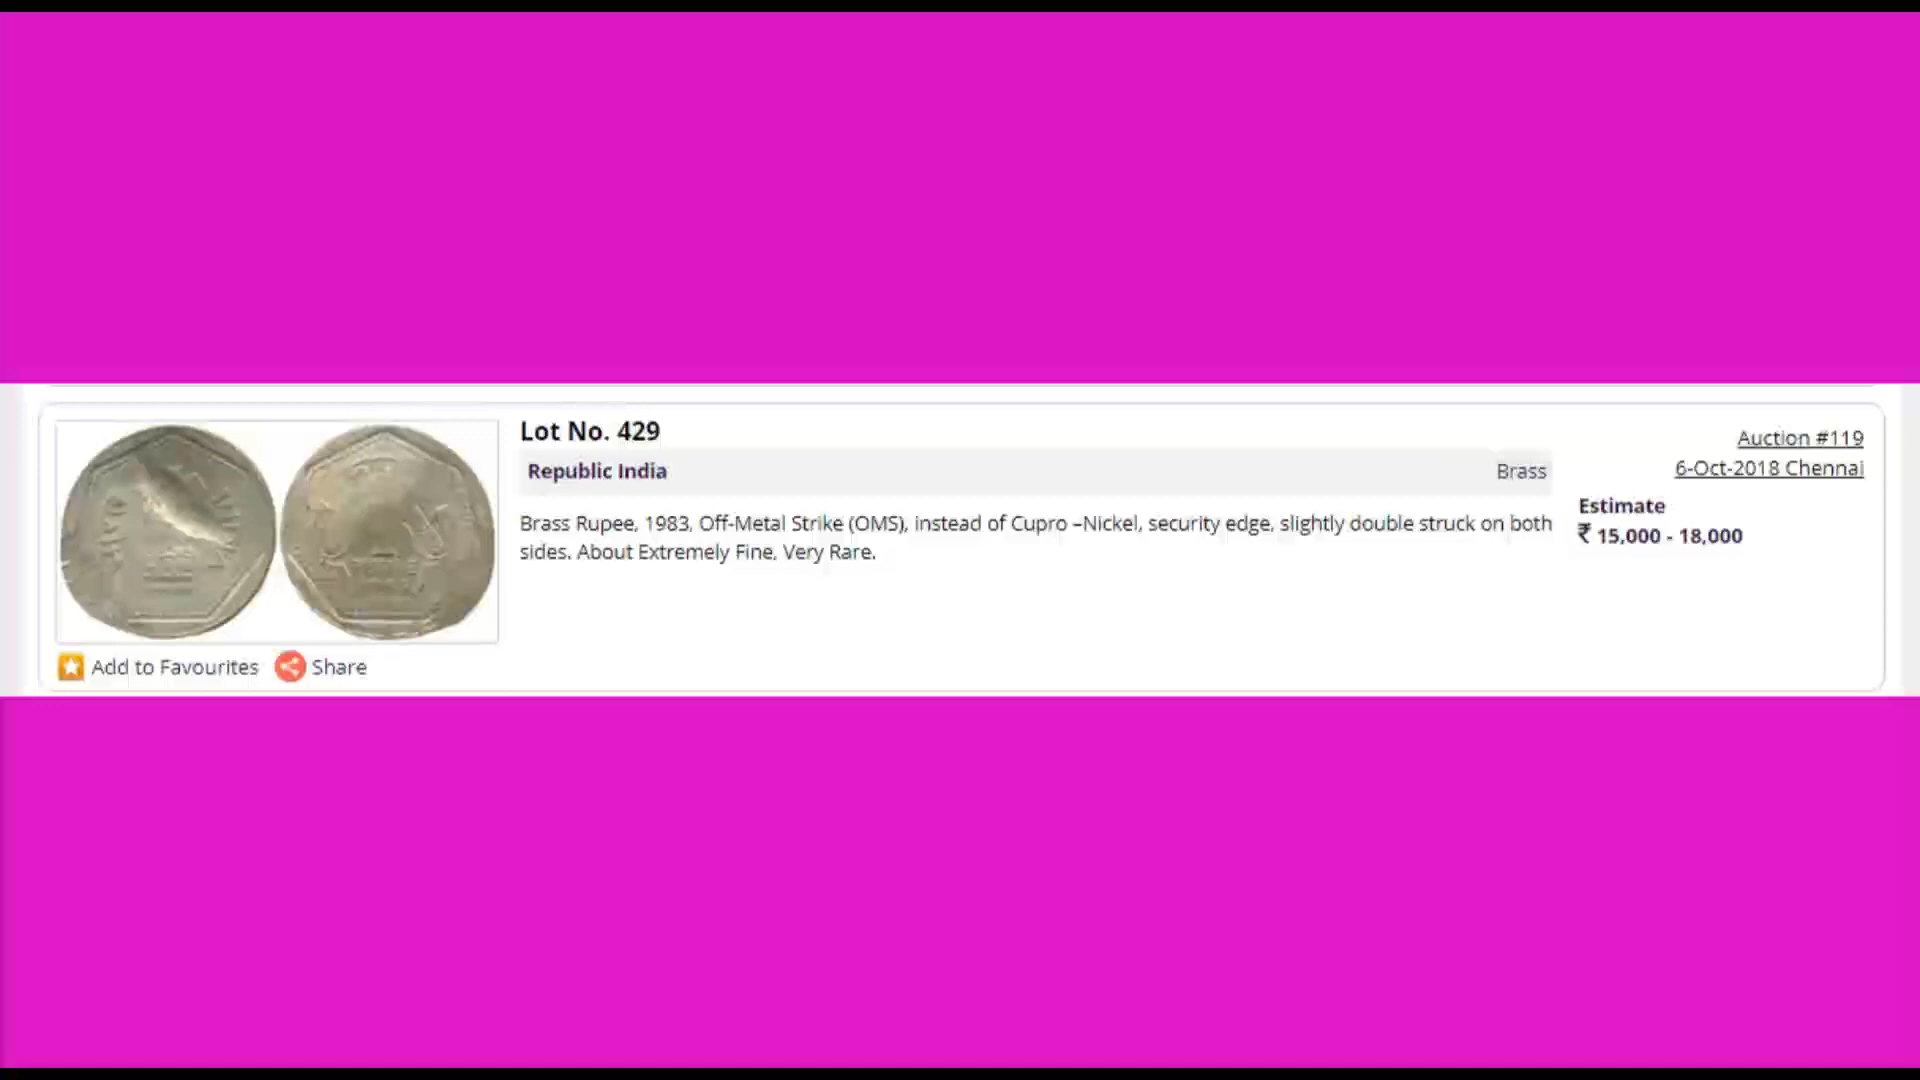 Lot No. 429
Republic India
Brass
Brass Rupee, 1983, Off-Metal Strike (OMS), instead of Cupro –Nickel, security edge, slightly double struck on both
sides. About Extremely Fine, Very Rare.
Auction #119
6-Oct-2018 Chennai
Estimate
₹ 15,000 - 18,000
Add to Favourites
Share